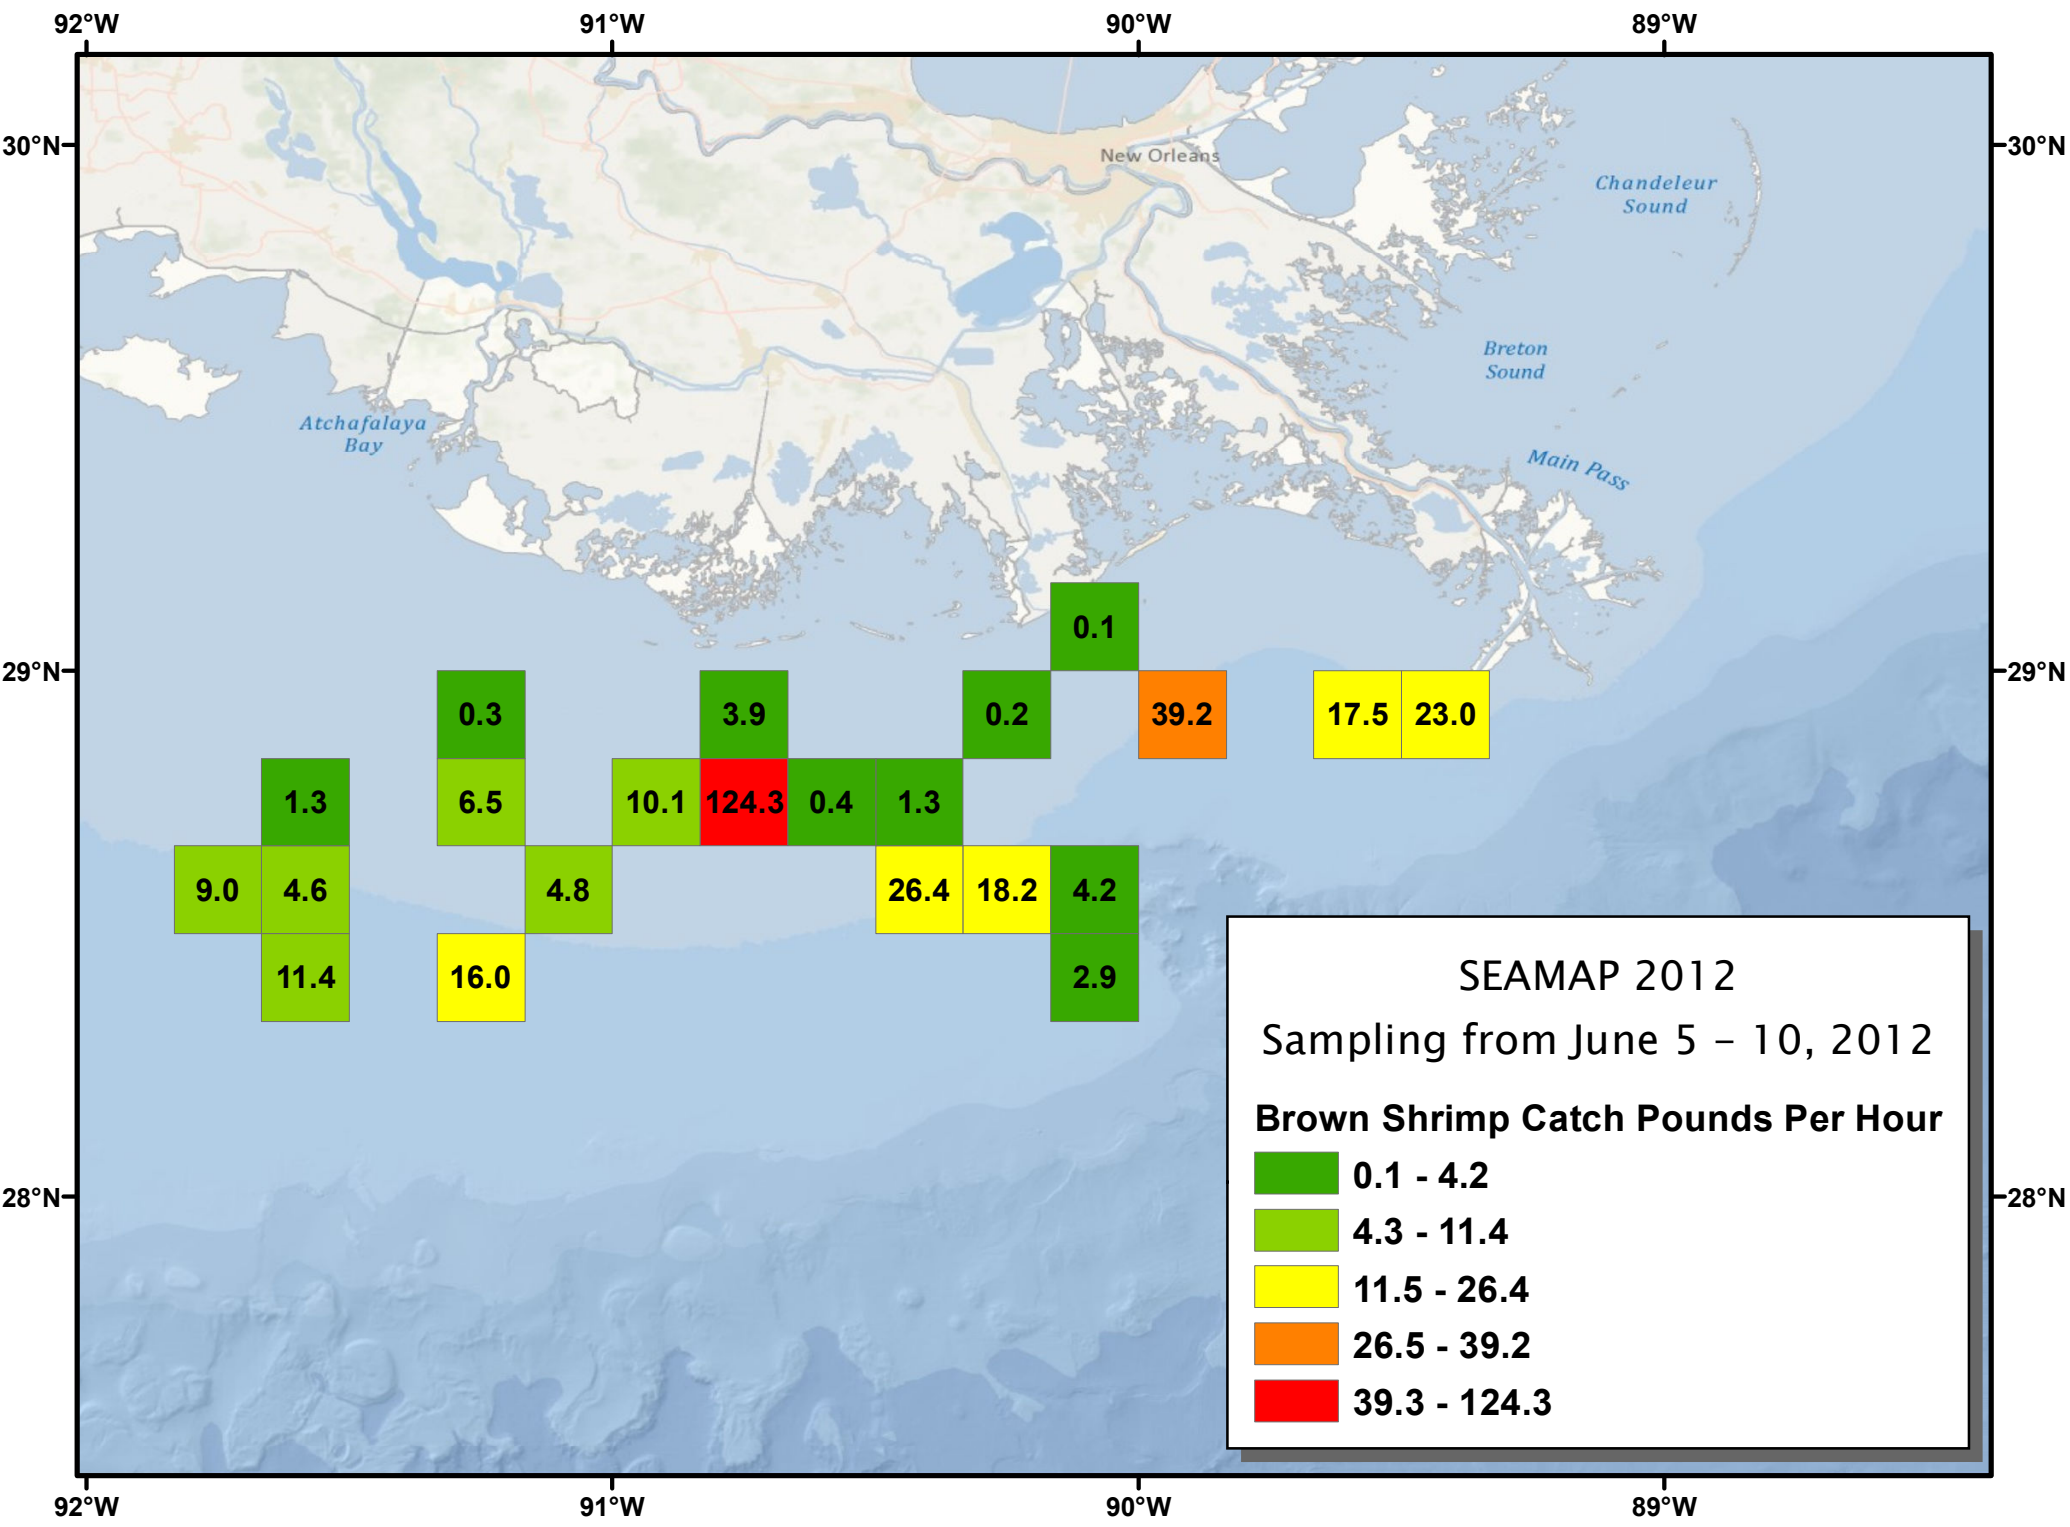 92°W 91°W 90°W 89°W
30°N 30°N
New Orleans
Chandeleur
Sound
Breton
Sound
Atchafalaya
Bay
Main Pass
0.1
29°N 29°N
0.3 3.9 0.2 39.2 17.5 23.0
1.3 6.5 10.1 124.3 0.4 1.3
9.0 4.6 4.8 26.4 18.2 4.2
11.4 16.0 2.9
SEAMAP 2012
Sampling from June 5 – 10, 2012
Brown Shrimp Catch Pounds Per Hour
0.1 - 4.2
28°N 28°N
4.3 - 11.4
11.5 - 26.4
26.5 - 39.2
39.3 - 124.3
92°W 91°W 90°W 89°W